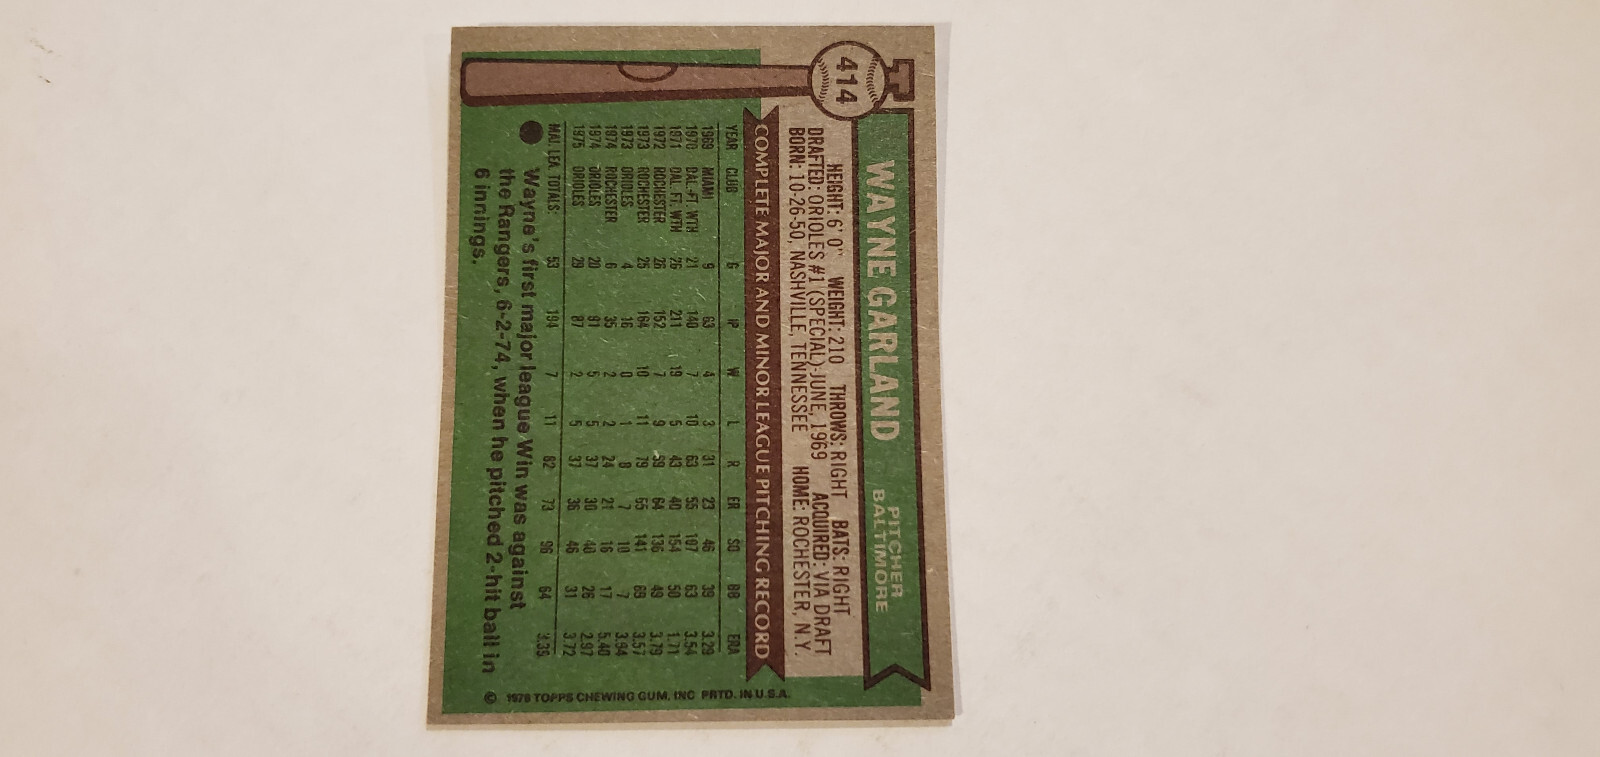 414
WAYNE GARLAND PITCHER
BALTIMORE
HEIGHT: 6' 0" WEIGHT: 210 THROWS: RIGHT BATS: RIGHT
DRAFTED: ORIOLES #1 (SPECIAL)-JUNE, 1969 ACQUIRED: VIA DRAFT
BORN: 10-26-50, NASHVILLE, TENNESSEE HOME: ROCHESTER, N.Y.
COMPLETE MAJOR AND MINOR LEAGUE PITCHING RECORD
YEAR CLUB G IP W L R ER SO BB ERA
1969 MIAMI 9 63 4 3 31 23 46 39 3.29
1970 DAL.-FT. WTH 21 140 7 10 63 55 107 63 3.54
1971 DAL. FT. WTH 26 211 19 5 43 40 154 50 1.71
1972 ROCHESTER 26 152 7 9 59 64 136 49 3.79
1973 ROCHESTER 25 164 10 11 79 65 141 69 3.57
1973 ORIOLES 4 16 0 1 8 7 10 7 3.94
1974 ROCHESTER 6 35 2 2 24 21 16 17 5.40
1974 ORIOLES 20 91 5 5 37 30 40 26 2.97
1975 ORIOLES 29 87 2 5 37 36 46 31 3.72
MAJ. LEA. TOTALS: 53 194 7 11 82 73 96 64 3.39
Wayne's first major league Win was against
the Rangers, 6-2-74, when he pitched 2-hit ball in
6 innings.
© 1976 TOPPS CHEWING GUM, INC PRTD. IN U.S.A.